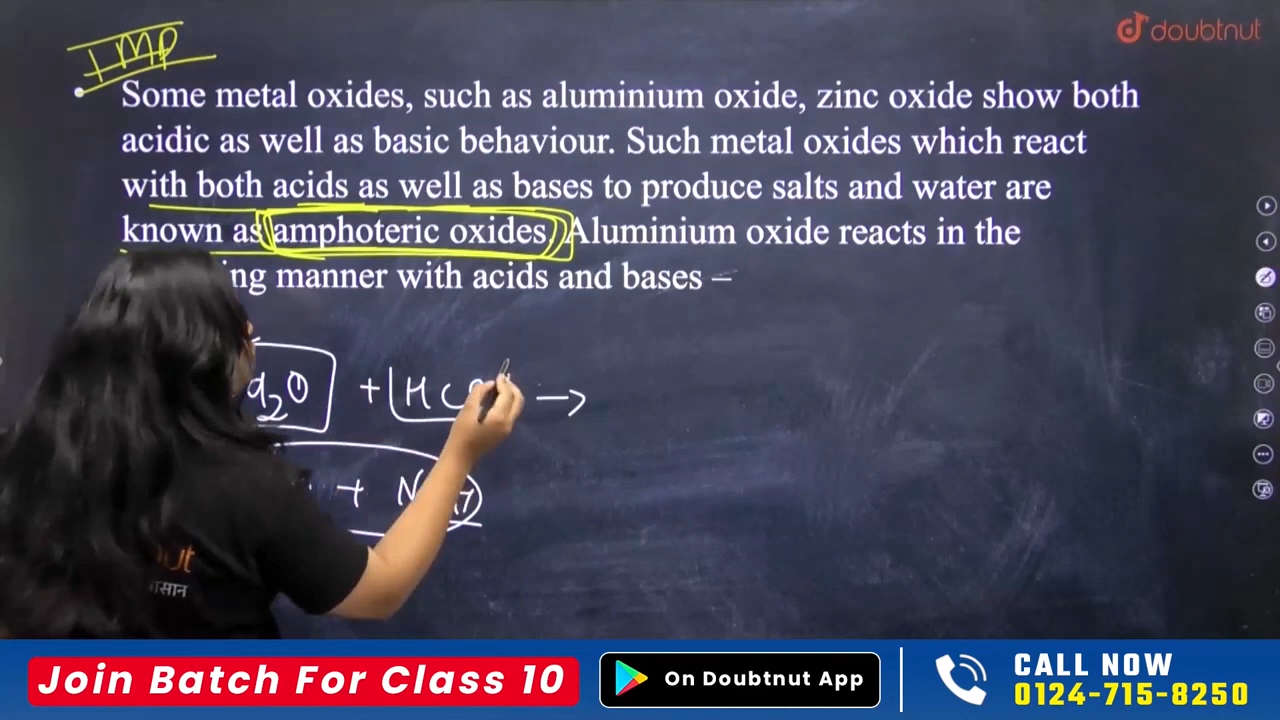 IMP
doubtnut
Some metal oxides, such as aluminium oxide, zinc oxide show both
acidic as well as basic behaviour. Such metal oxides which react
with both acids as well as bases to produce salts and water are
known as amphoteric oxides, Aluminium oxide reacts in the
ing manner with acids and bases –
2O + HC →
+ N
ut
Join Batch For Class 10
On Doubtnut App
CALL NOW
0124-715-8250